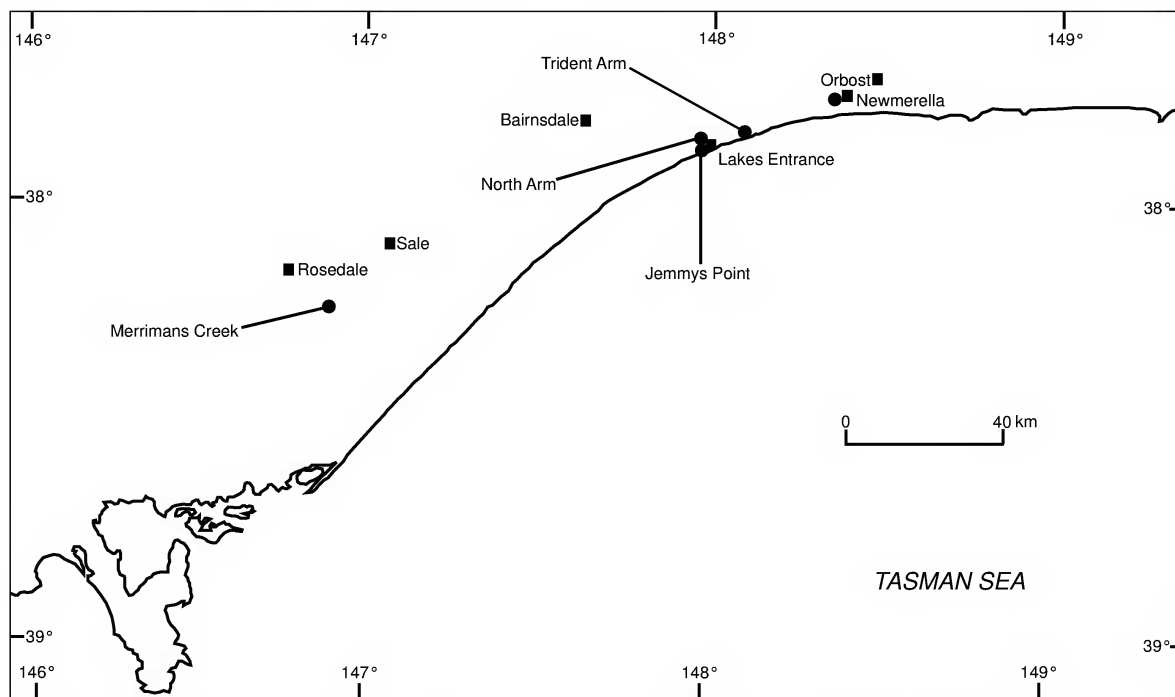 146°
147°
148°
149°
Trident Arm
Orbost
Newmerella
Bairnsdale
Lakes Entrance
North Arm
38°
38°
Sale
Rosedale
Jemmys Point
Merrimans Creek
0 40 km
TASMAN SEA
39°
39°
146°
147°
148°
149°